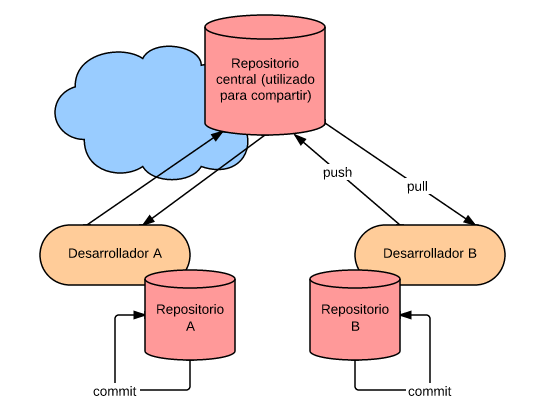 Repositorio
central (utilizado
para compartir)
push
pull
Desarrollador A
Desarrollador B
Repositorio
A
Repositorio
B
commit
commit